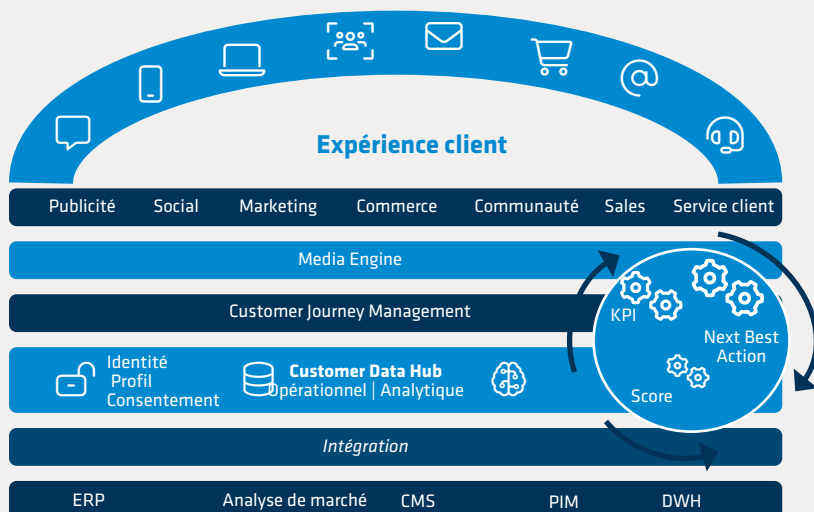 Expérience client
Publicité Social Marketing Commerce Communauté Sales Service client
Media Engine
Customer Journey Management
KPI
Next Best
Action
Score
Identité
Profil
Consentement
Customer Data Hub
Opérationnel | Analytique
Intégration
ERP Analyse de marché CMS PIM DWH